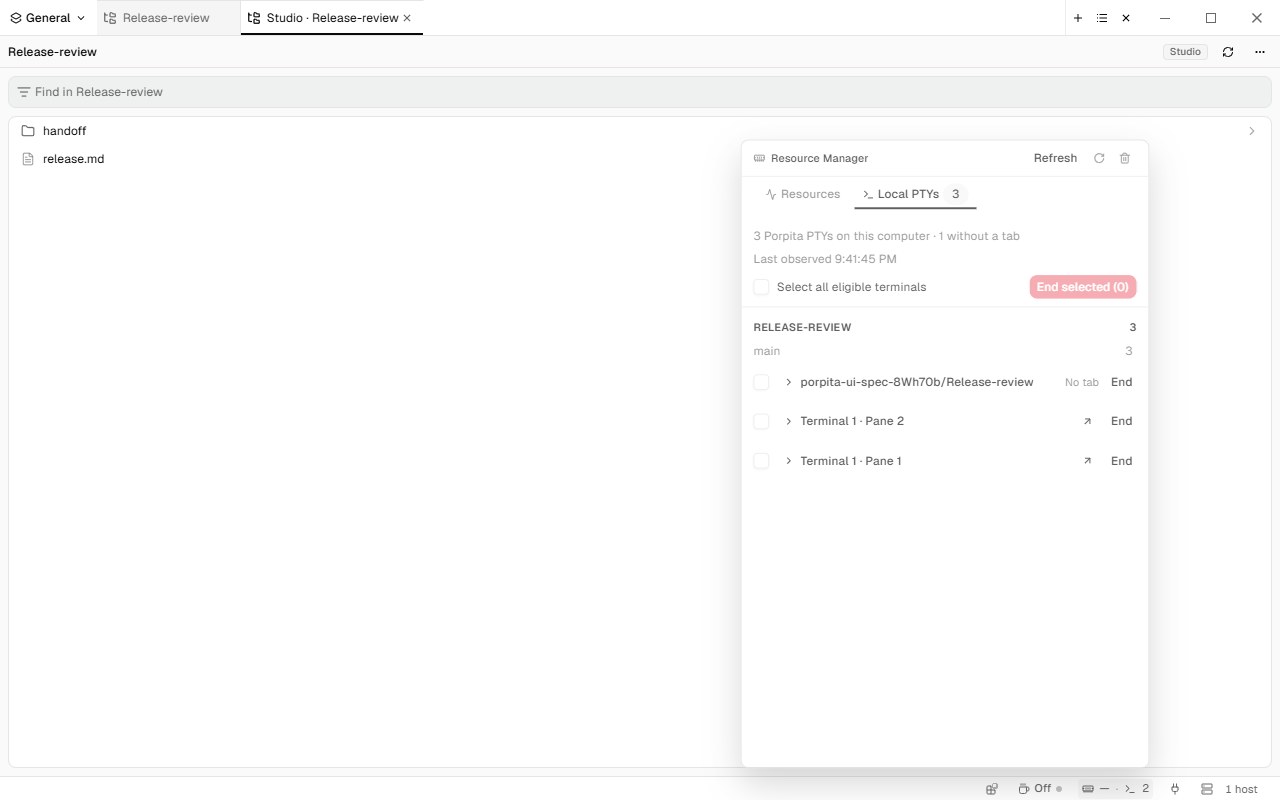 General
Release-review
Studio · Release-review
Release-review
Studio
Find in Release-review
handoff
release.md
Resource Manager
Refresh
Resources
Local PTYs 3
3 Porpita PTYs on this computer · 1 without a tab
Last observed 9:41:45 PM
Select all eligible terminals
End selected (0)
RELEASE-REVIEW 3
main 3
porpita-ui-spec-8Wh70b/Release-review No tab End
Terminal 1 · Pane 2 End
Terminal 1 · Pane 1 End
Off
— · 2
1 host